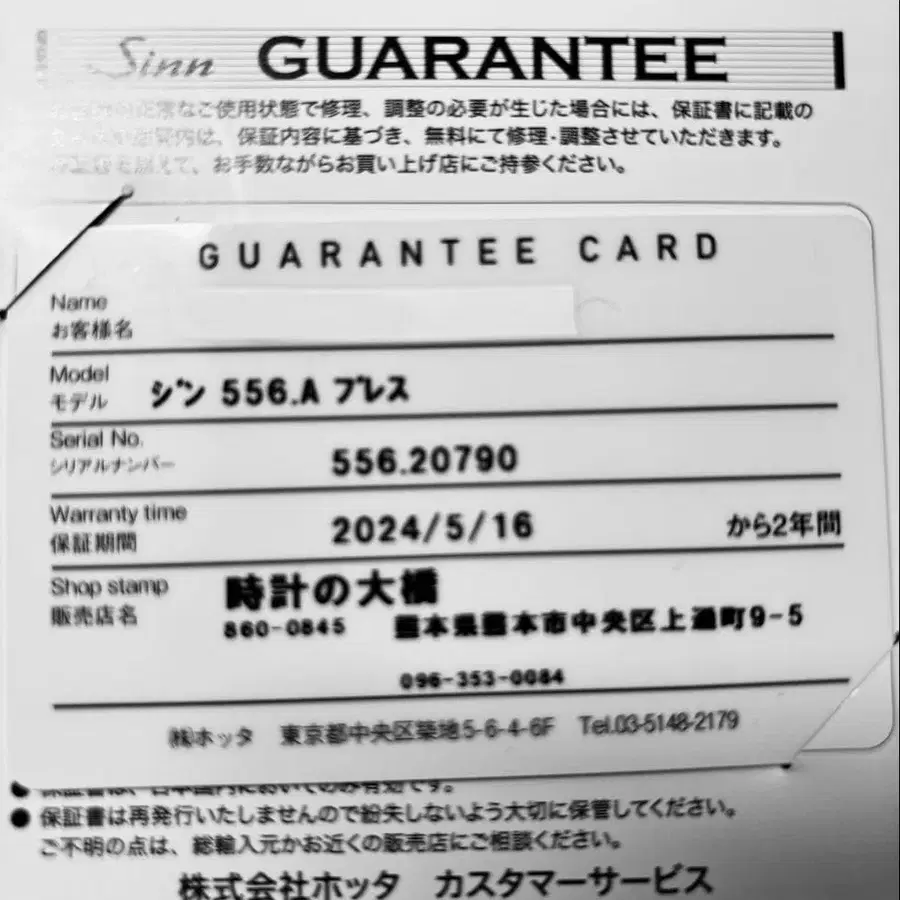 Sinn GUARANTEE
なご使用状態で修理、調整の必要が生じた場合には、保証書に記載の
は、保証内容に基づき、無料にて修理・調整させていただきます。
お手数ながらお買い上げ店にご持参ください。
GUARANTEE CARD
Name
お客様名
Model
モデル ジン 556.A ブレス
Serial No.
シリアルナンバー 556.20790
Warranty time
保証期間 2024/5/16 から2年間
Shop stamp
販売店名 時計の大橋
860-0845 熊本県熊本市中央区上通町9-5
096-353-0084
㈱ホッタ 東京都中央区築地5-6-4-6F Tel.03-5148-2179
● 保証書は、日本国内においてのみ有効です。
● 保証書は再発行いたしませんので紛失しないよう大切に保管してください。
ご不明の点は、総輸入元かお近くの販売店にご相談ください。
株式会社ホッタ カスタマーサービス